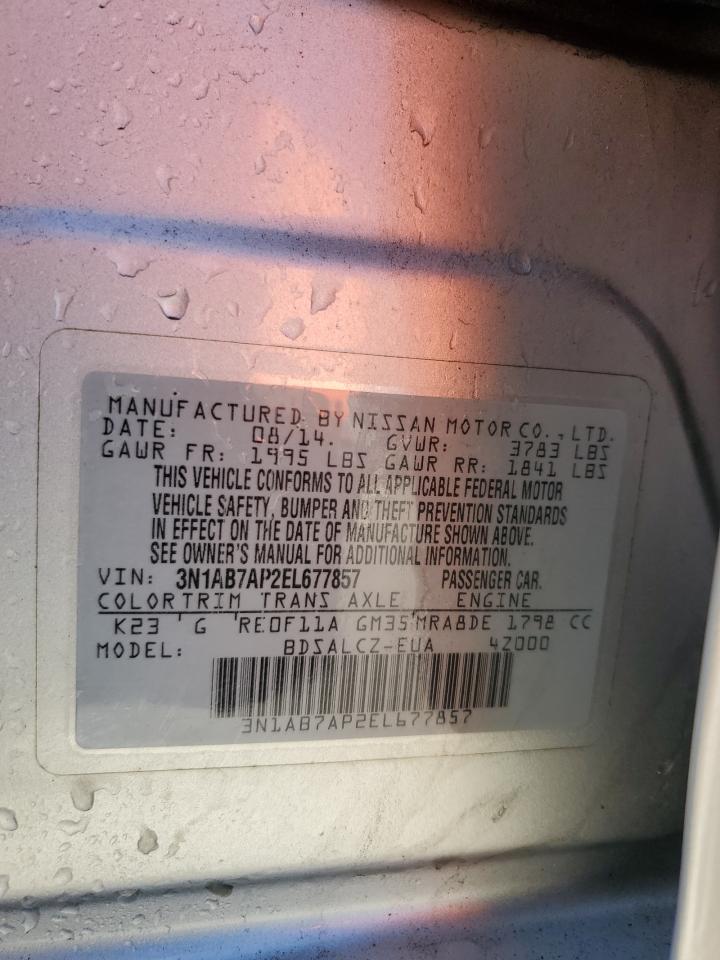 MANUFACTURED BY NISSAN MOTOR CO., LTD.
DATE: 08/14. GVWR: 3783 LBS
GAWR FR: 1995 LBS GAWR RR: 1841 LBS
THIS VEHICLE CONFORMS TO ALL APPLICABLE FEDERAL MOTOR
VEHICLE SAFETY, BUMPER AND THEFT PREVENTION STANDARDS
IN EFFECT ON THE DATE OF MANUFACTURE SHOWN ABOVE.
SEE OWNER'S MANUAL FOR ADDITIONAL INFORMATION.
VIN: 3N1AB7AP2EL677857 PASSENGER CAR.
COLORTRIM TRANS AXLE ENGINE
K23 G RE0F11A GM35 MRA8DE 1798 CC
MODEL: BDSALCZ-EUA 4Z000
3N1AB7AP2EL677857